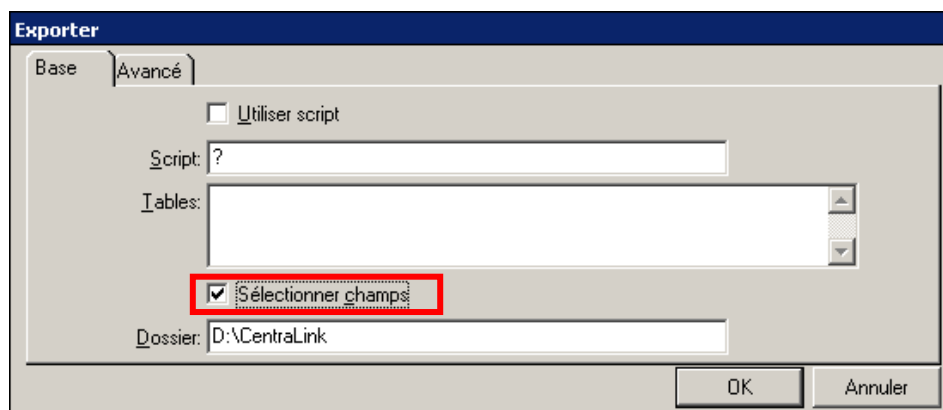 Exporter
Base Avancé
Utiliser script
Script: ?
Tables:
Sélectionner champs
Dossier: D:\CentraLink
OK Annuler